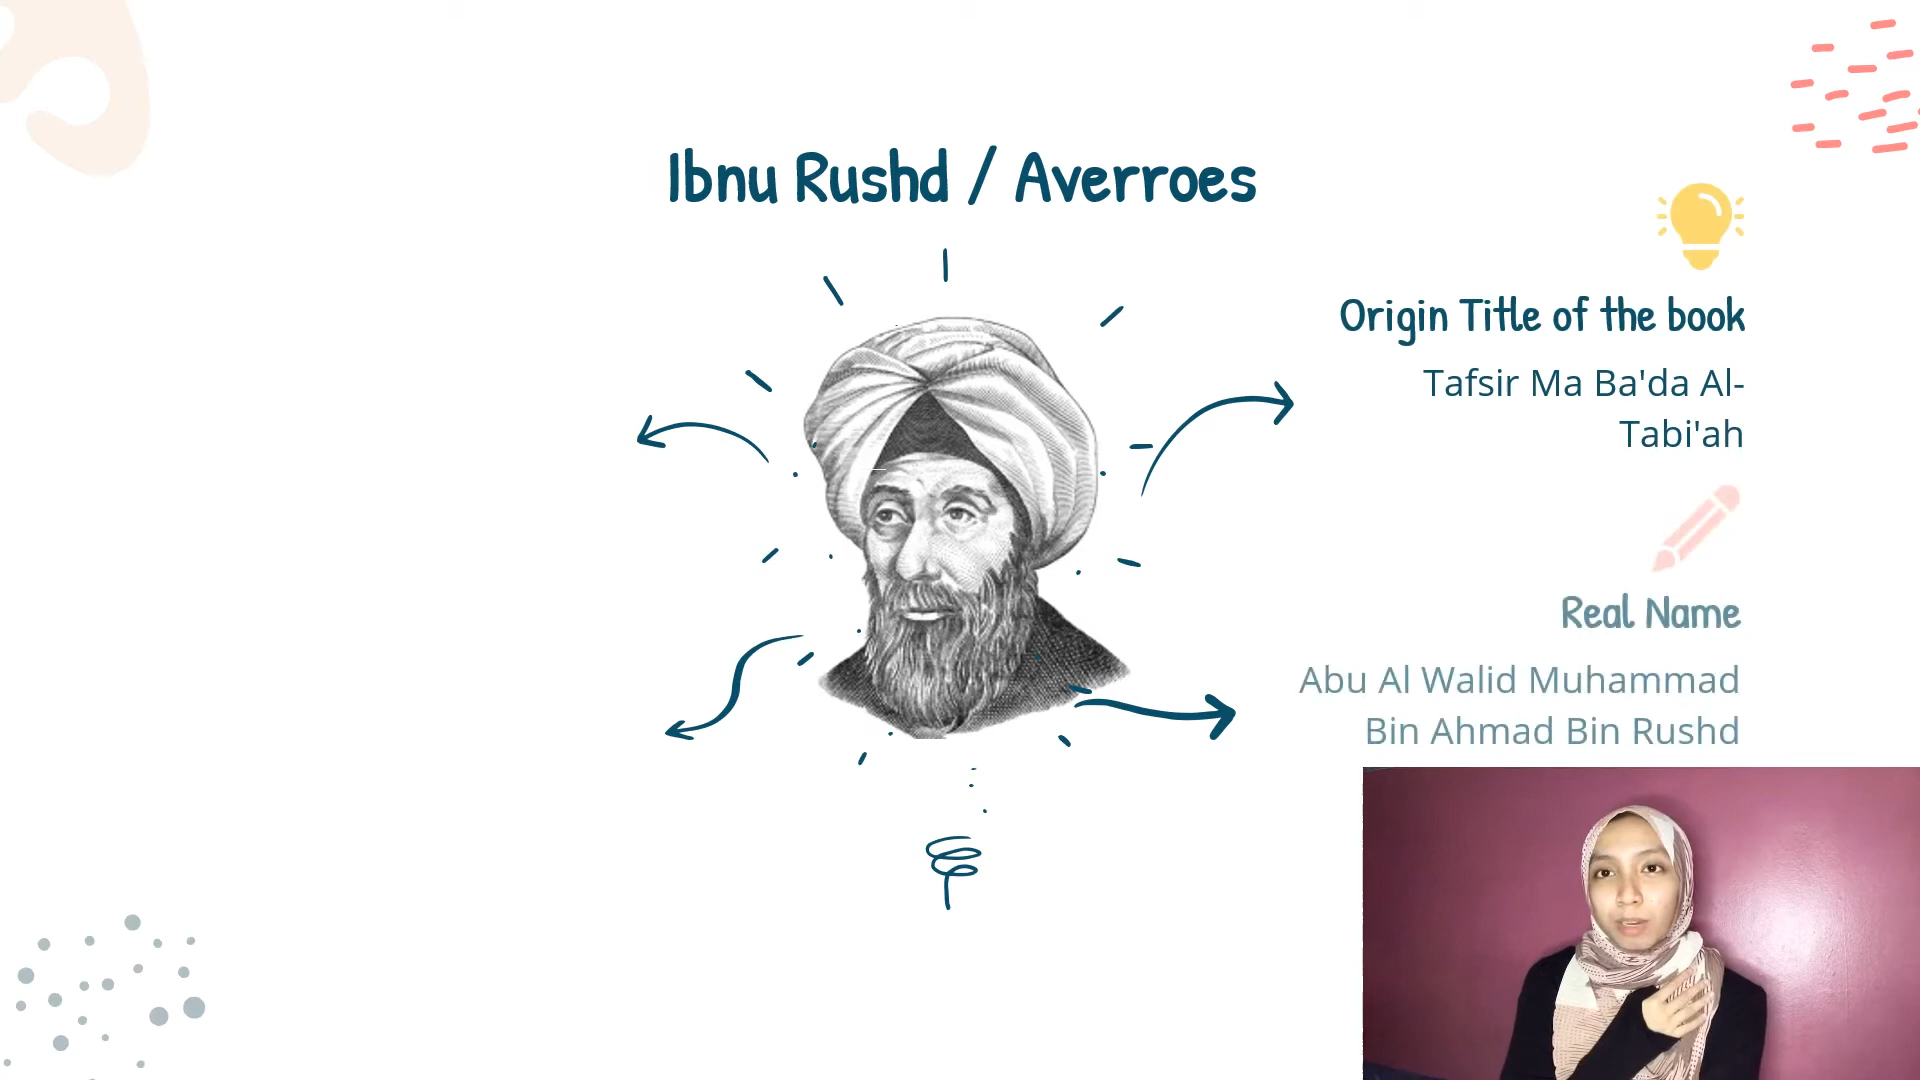 Ibnu Rushd / Averroes
Origin Title of the book
Tafsir Ma Ba'da Al-
Tabi'ah
Real Name
Abu Al Walid Muhammad
Bin Ahmad Bin Rushd